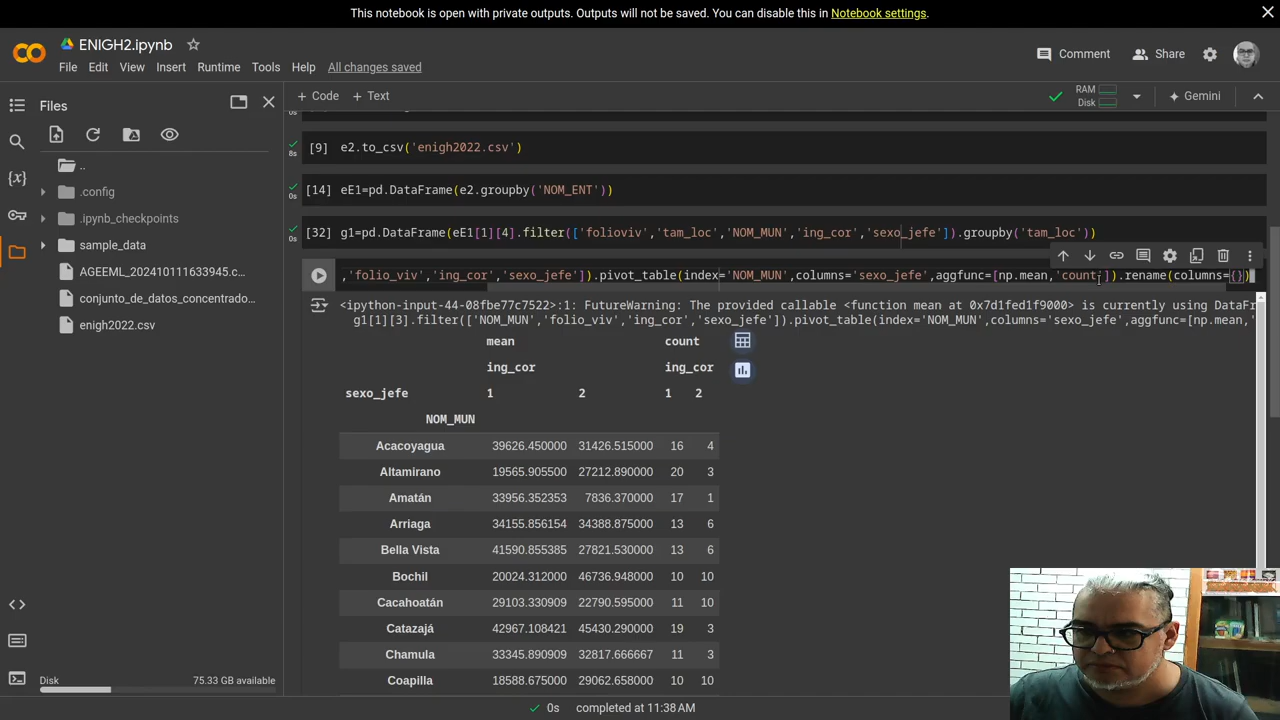 This notebook is open with private outputs. Outputs will not be saved. You can disable this in Notebook settings.
ENIGH2.ipynb
Comment
Share
File Edit View Insert Runtime Tools Help All changes saved
Files
+ Code + Text
RAM
Disk
Gemini
0s
[9] e2.to_csv('enigh2022.csv')
8s
[14] eE1=pd.DataFrame(e2.groupby('NOM_ENT'))
0s
[32] g1=pd.DataFrame(eE1[1][4].filter(['folioviv','tam_loc','NOM_MUN','ing_cor','sexo_jefe']).groupby('tam_loc'))
0s
,'folio_viv','ing_cor','sexo_jefe']).pivot_table(index='NOM_MUN',columns='sexo_jefe',aggfunc=[np.mean,'count']).rename(columns={})
<ipython-input-44-08fbe77c7522>:1: FutureWarning: The provided callable <function mean at 0x7d1fed1f9000> is currently using DataFr
g1[1][3].filter(['NOM_MUN','folio_viv','ing_cor','sexo_jefe']).pivot_table(index='NOM_MUN',columns='sexo_jefe',aggfunc=[np.mean,'
mean count
ing_cor ing_cor
sexo_jefe 1 2 1 2
NOM_MUN
Acacoyagua 39626.450000 31426.515000 16 4
Altamirano 19565.905500 27212.890000 20 3
Amatán 33956.352353 7836.370000 17 1
Arriaga 34155.856154 34388.875000 13 6
Bella Vista 41590.855385 27821.530000 13 6
Bochil 20024.312000 46736.948000 10 10
Cacahoatán 29103.330909 22790.595000 11 10
Catazajá 42967.108421 45430.290000 19 3
Chamula 33345.890909 32817.666667 11 3
Coapilla 18588.675000 29062.658000 10 10
..
.config
.ipynb_checkpoints
sample_data
AGEEML_202410111633945.c...
conjunto_de_datos_concentrado...
enigh2022.csv
Disk 75.33 GB available
0s completed at 11:38 AM